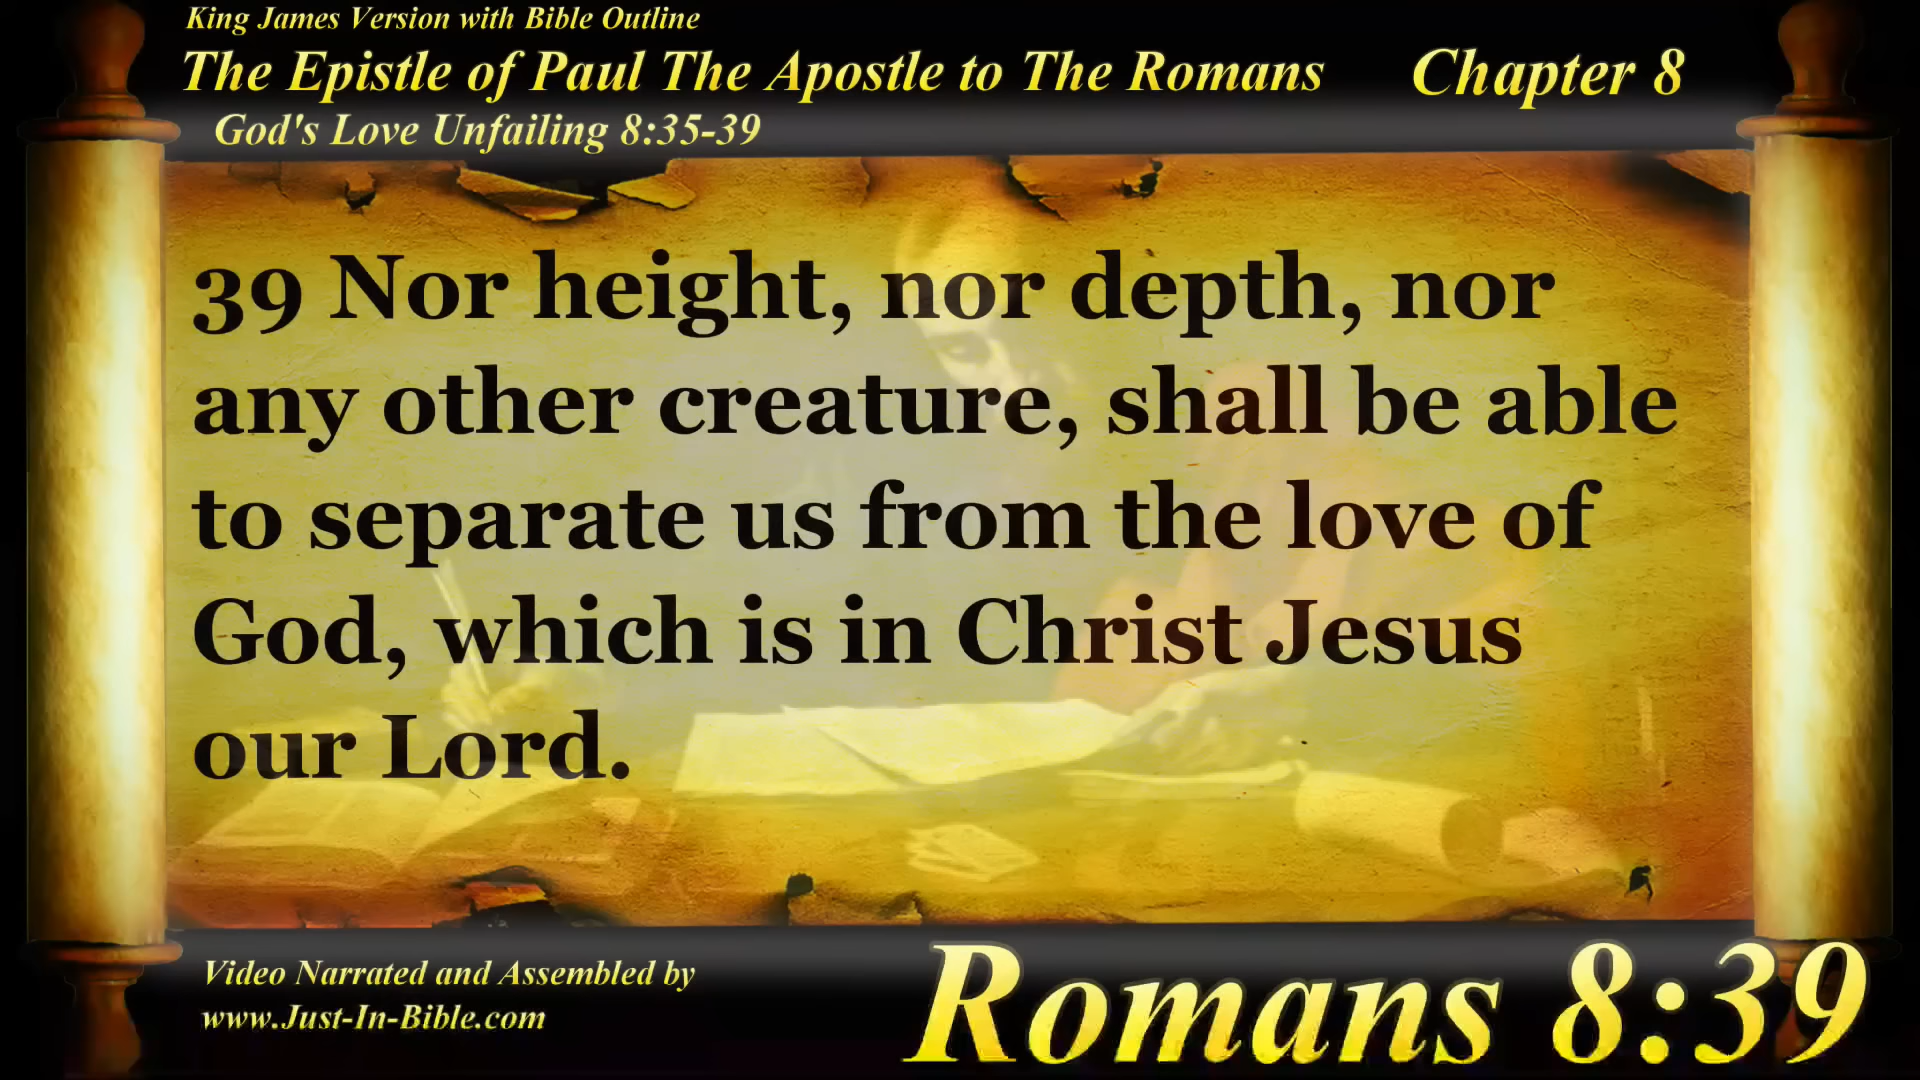 King James Version with Bible Outline
The Epistle of Paul The Apostle to The Romans Chapter 8
God's Love Unfailing 8:35-39
39 Nor height, nor depth, nor
any other creature, shall be able
to separate us from the love of
God, which is in Christ Jesus
our Lord.
Video Narrated and Assembled by
www.Just-In-Bible.com
Romans 8:39